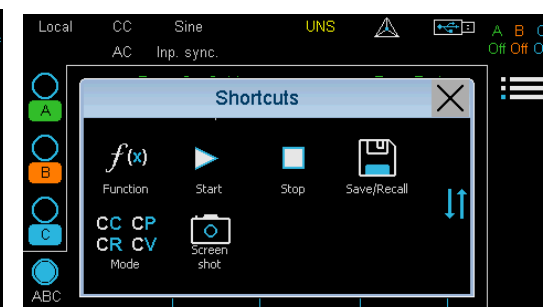 Local CC Sine UNS A B C
AC Inp. sync. Off Off O
Shortcuts
A
f(x)
Function Start Stop Save/Recall
B
CC CP
CR CV
Mode
Screen
shot
C
ABC